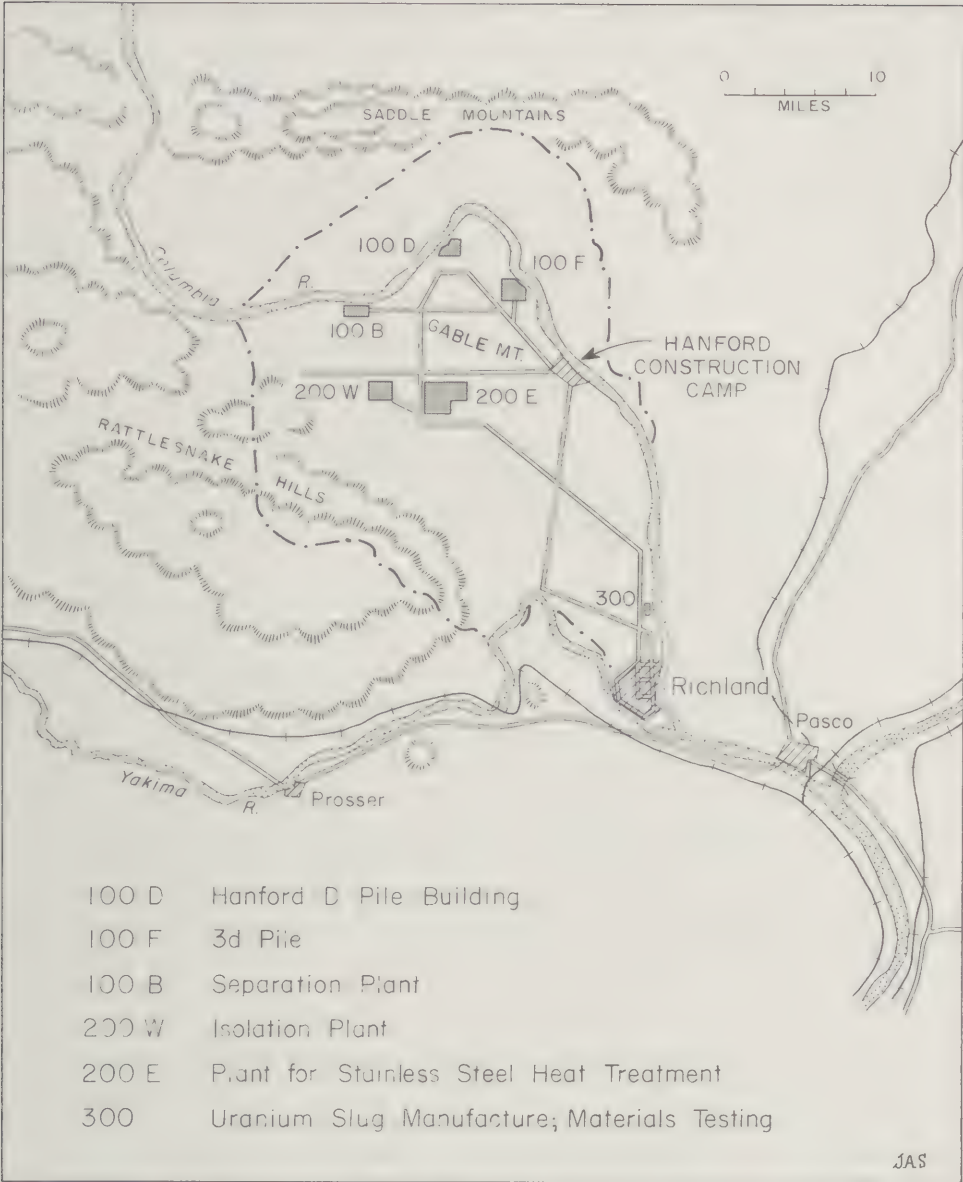 0 10
MILES
SADDLE MOUNTAINS
100 D
100 F
Columbia R.
100 B
GABLE MT.
HANFORD
CONSTRUCTION
CAMP
200 W
200 E
RATTLESNAKE
HILLS
300
Richland
Pasco
Yakima R.
Prosser
100 D Hanford D Pile Building
100 F 3d Pile
100 B Separation Plant
200 W Isolation Plant
200 E Plant for Stainless Steel Heat Treatment
300 Uranium Slug Manufacture; Materials Testing
JAS